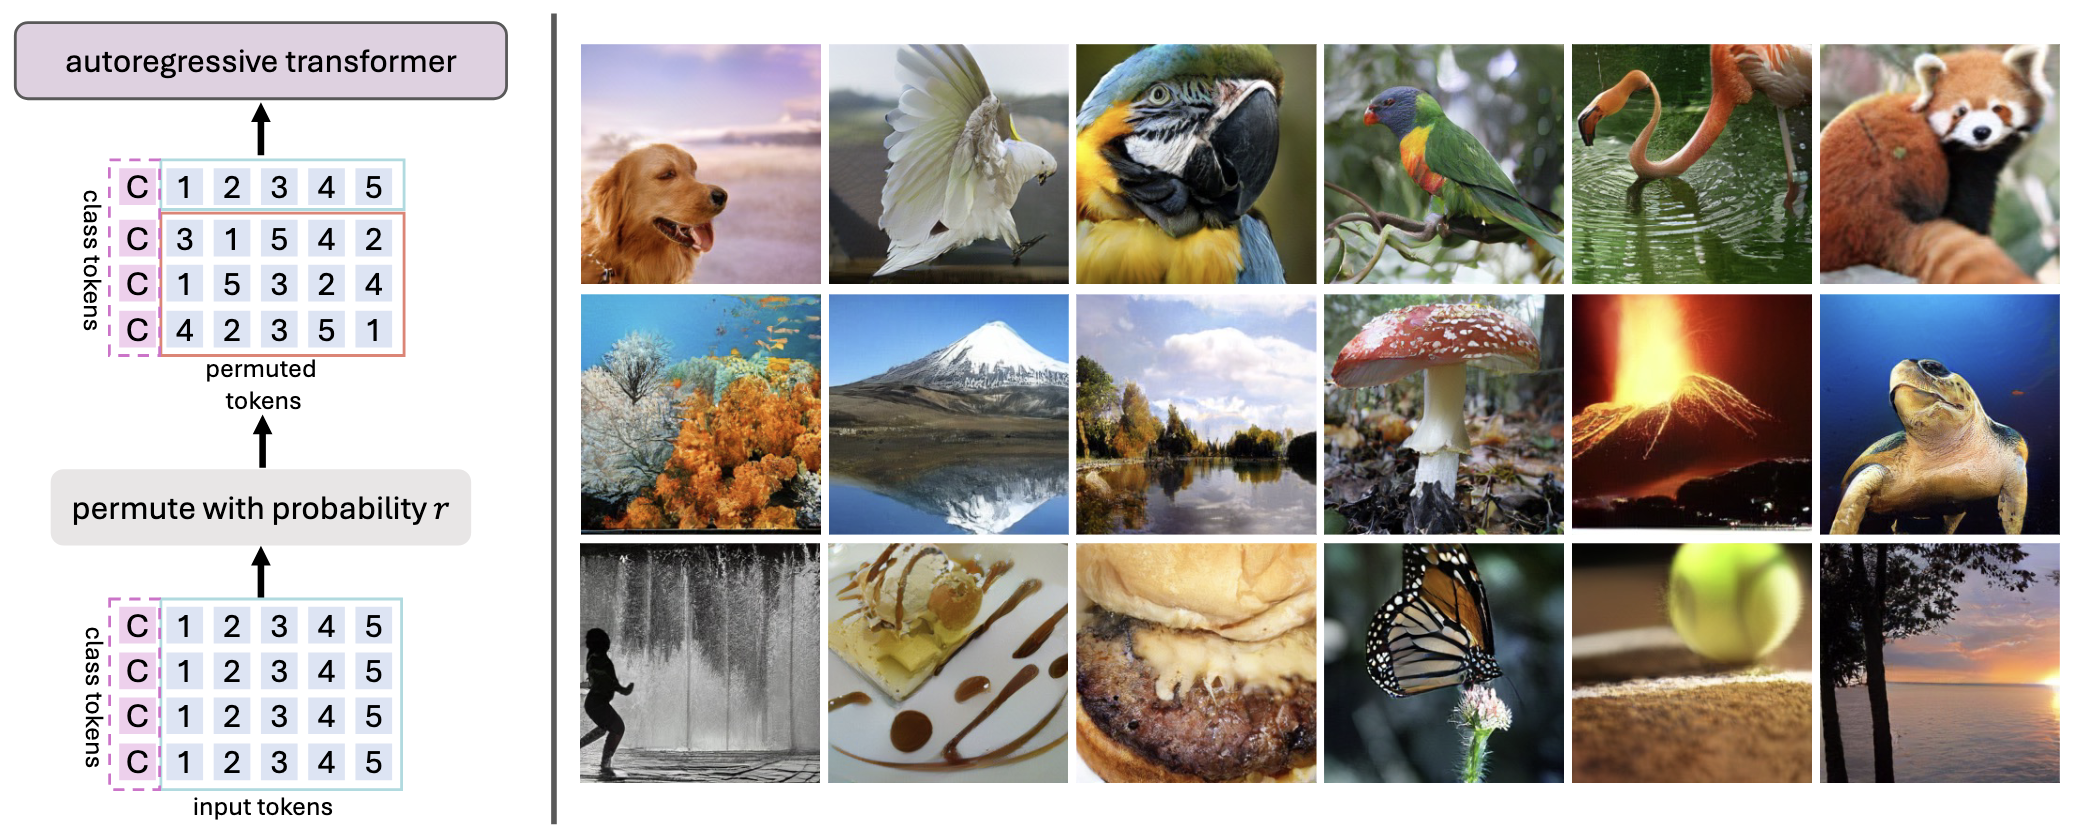 autoregressive transformer
class tokens
C 1 2 3 4 5
C 3 1 5 4 2
C 1 5 3 2 4
C 4 2 3 5 1
permuted
tokens
permute with probability r
class tokens
C 1 2 3 4 5
C 1 2 3 4 5
C 1 2 3 4 5
C 1 2 3 4 5
input tokens